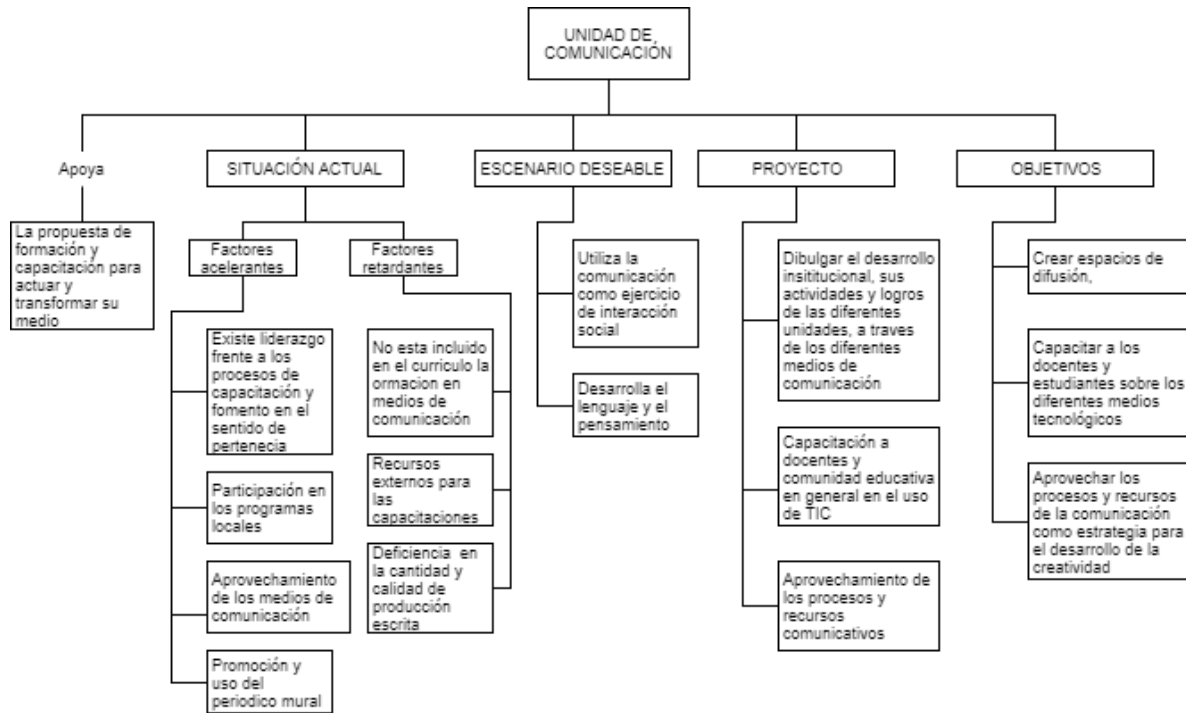 UNIDAD DE,
COMUNICACIÓN
Apoya
La propuesta de
formación y
capacitación para
actuar y
transformar su
medio
SITUACIÓN ACTUAL
Factores
acelerantes
Existe liderazgo
frente a los
procesos de
capacitación y
fomento en el
sentido de
pertenecia
Participación en
los programas
locales
Aprovechamiento
de los medios de
comunicación
Promoción y
uso del
periodico mural
Factores
retardantes
No esta incluido
en el curriculo la
ormacion en
medios de
comunicación
Recursos
externos para
las
capacitaciones
Deficiencia en
la cantidad y
calidad de
producción
escrita
ESCENARIO DESEABLE
Utiliza la
comunicación
como ejercicio
de interacción
social
Desarrolla el
lenguaje y el
pensamiento
PROYECTO
Dibulgar el desarrollo
insititucional, sus
actividades y logros
de las diferentes
unidades, a traves
de los diferentes
medios de
comunicación
Capacitación a
docentes y
comunidad educativa
en general en el uso
de TIC
Aprovechamiento de
los procesos y
recursos
comunicativos
OBJETIVOS
Crear espacios de
difusión,
Capacitar a los
docentes y
estudiantes sobre los
diferentes medios
tecnológicos
Aprovechar los
procesos y recursos
de la comunicación
como estrategia para
el desarrollo de la
creatividad